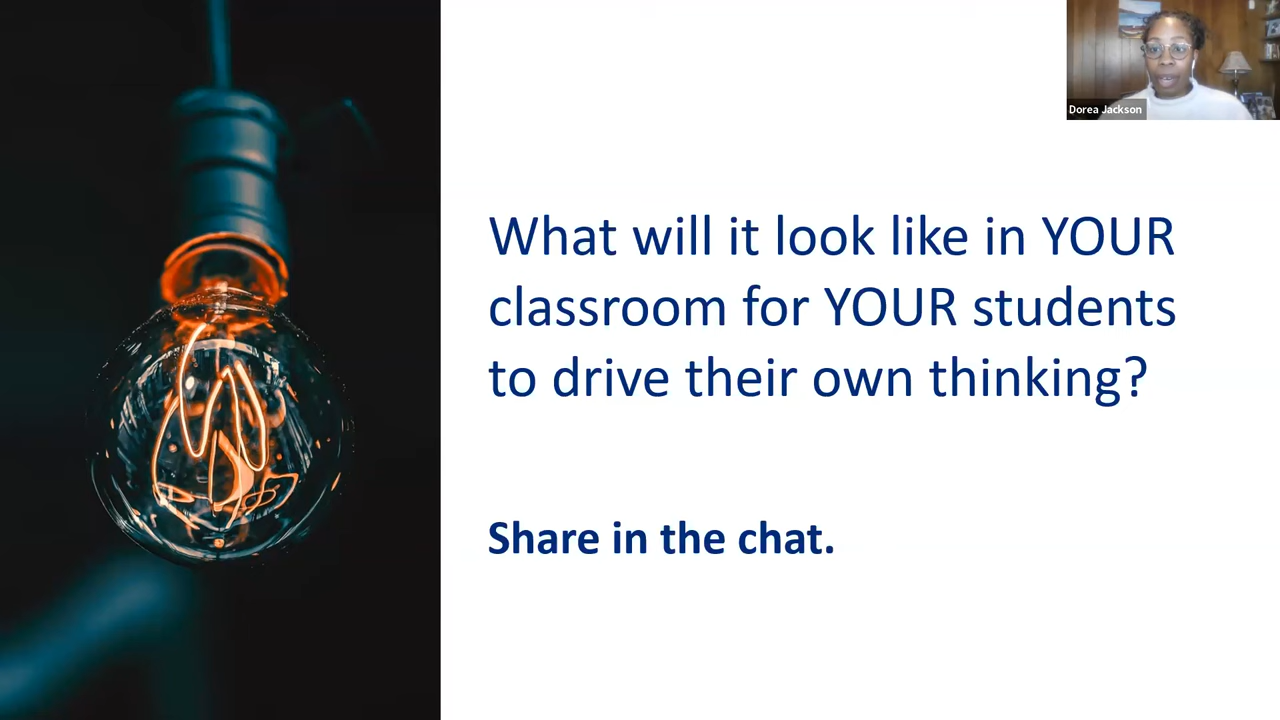 Dorea Jackson
What will it look like in YOUR
classroom for YOUR students
to drive their own thinking?
Share in the chat.